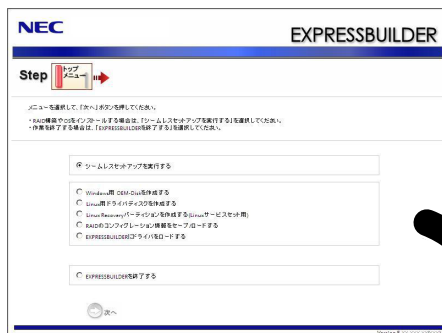 NEC
EXPRESSBUILDER
Step
トップ
メニュー
メニューを選択して、「次へ」ボタンを押してください。
・RAID構築やOSをインストールする場合は、「シームレスセットアップを実行する」を選択してください。
・作業を終了する場合は、「EXPRESSBUILDERを終了する」を選択してください。
シームレスセットアップを実行する
Windows用 OEM-Diskを作成する
Linux用ドライバディスクを作成する
Linux Recoveryパーティションを作成する(Linuxサービスセット用)
RAIDのコンフィグレーション情報をセーブ/ロードする
EXPRESSBUILDERにドライバをロードする
EXPRESSBUILDERを終了する
次へ